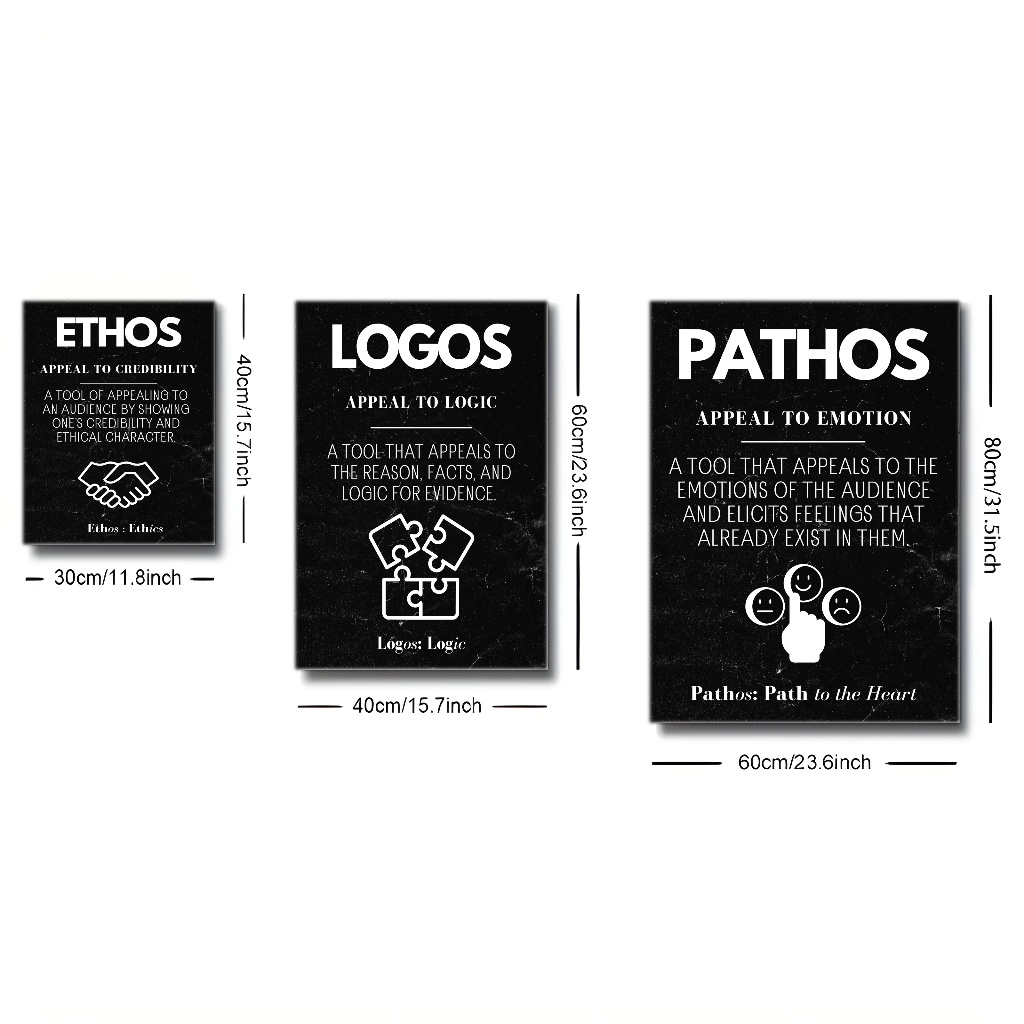 ETHOS
APPEAL TO CREDIBILITY
A TOOL OF APPEALING TO
AN AUDIENCE BY SHOWING
ONE'S CREDIBILITY AND
ETHICAL CHARACTER.
Ethos : Ethics
30cm/11.8inch
40cm/15.7inch
LOGOS
APPEAL TO LOGIC
A TOOL THAT APPEALS TO
THE REASON, FACTS, AND
LOGIC FOR EVIDENCE.
Logos: Logic
40cm/15.7inch
60cm/23.6inch
PATHOS
APPEAL TO EMOTION
A TOOL THAT APPEALS TO THE
EMOTIONS OF THE AUDIENCE
AND ELICITS FEELINGS THAT
ALREADY EXIST IN THEM.
Pathos: Path to the Heart
60cm/23.6inch
80cm/31.5inch